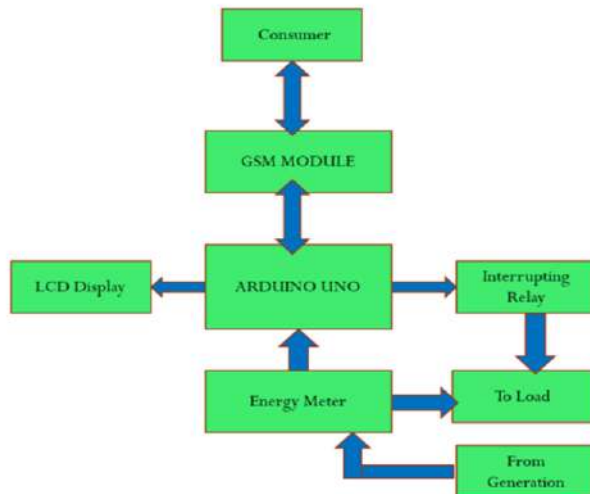 Consumer
GSM MODULE
LCD Display
ARDUINO UNO
Interrupting
Relay
Energy Meter
To Load
From
Generation